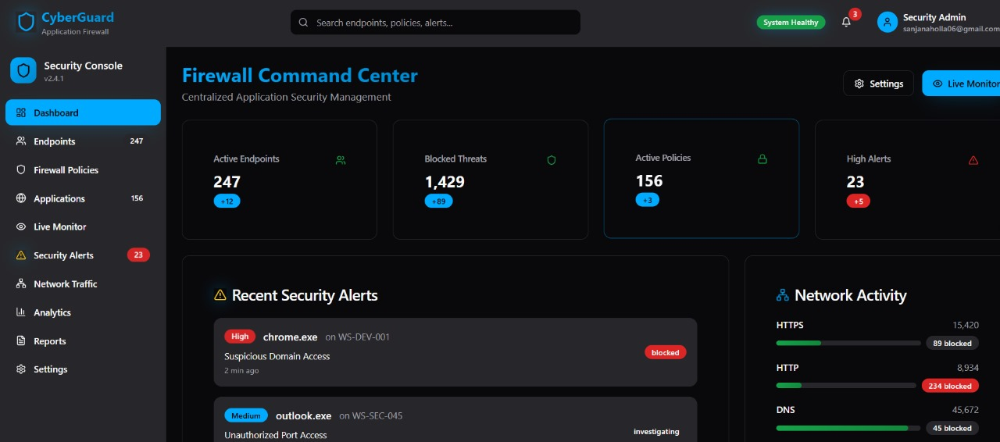 CyberGuard
Application Firewall
Search endpoints, policies, alerts...
System Healthy
3
Security Admin
sanjanaholla06@gmail.com
Security Console
v2.4.1
Dashboard
Endpoints 247
Firewall Policies
Applications 156
Live Monitor
Security Alerts 23
Network Traffic
Analytics
Reports
Settings
Firewall Command Center
Centralized Application Security Management
Settings
Live Monitor
Active Endpoints
247
+12
Blocked Threats
1,429
+89
Active Policies
156
+3
High Alerts
23
+5
Recent Security Alerts
High chrome.exe on WS-DEV-001
Suspicious Domain Access
2 min ago
blocked
Medium outlook.exe on WS-SEC-045
Unauthorized Port Access
investigating
Network Activity
HTTPS 15,420
89 blocked
HTTP 8,934
234 blocked
DNS 45,672
45 blocked